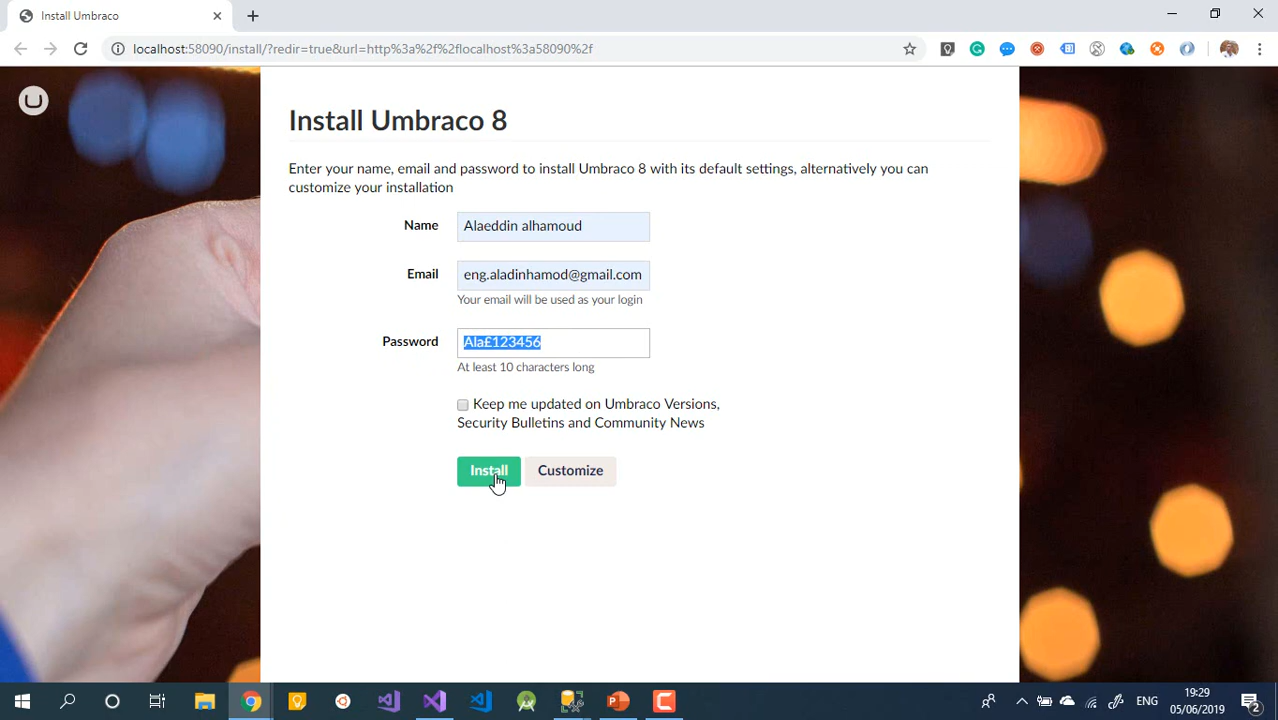 Install Umbraco
localhost:58090/install/?redir=true&url=http%3a%2f%2flocalhost%3a58090%2f
Install Umbraco 8
Enter your name, email and password to install Umbraco 8 with its default settings, alternatively you can
customize your installation
Name
Alaeddin alhamoud
Email
eng.aladinhamod@gmail.com
Your email will be used as your login
Password
Ala£123456
At least 10 characters long
Keep me updated on Umbraco Versions,
Security Bulletins and Community News
Install
Customize
ENG
19:29
05/06/2019
2